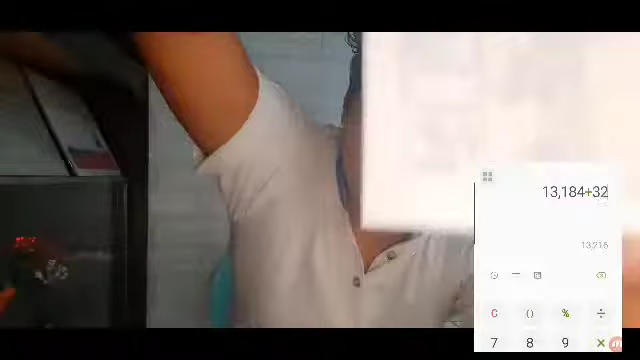 13,184+32
13,216
C () % ÷
7 8 9 ×